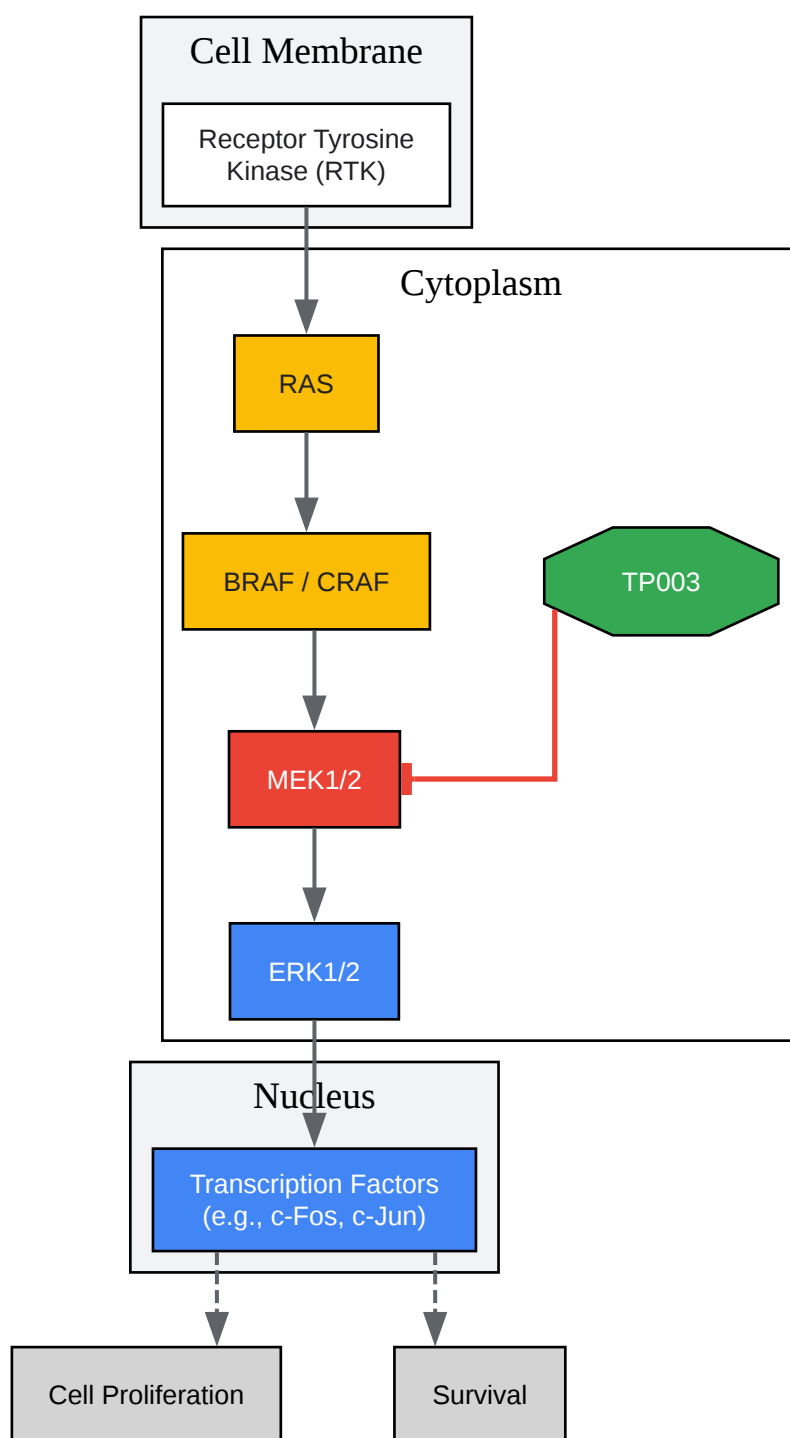 Cell Membrane
Receptor Tyrosine
Kinase (RTK)
Cytoplasm
RAS
BRAF / CRAF
TP003
MEK1/2
ERK1/2
Nucleus
Transcription Factors
(e.g., c-Fos, c-Jun)
Cell Proliferation
Survival